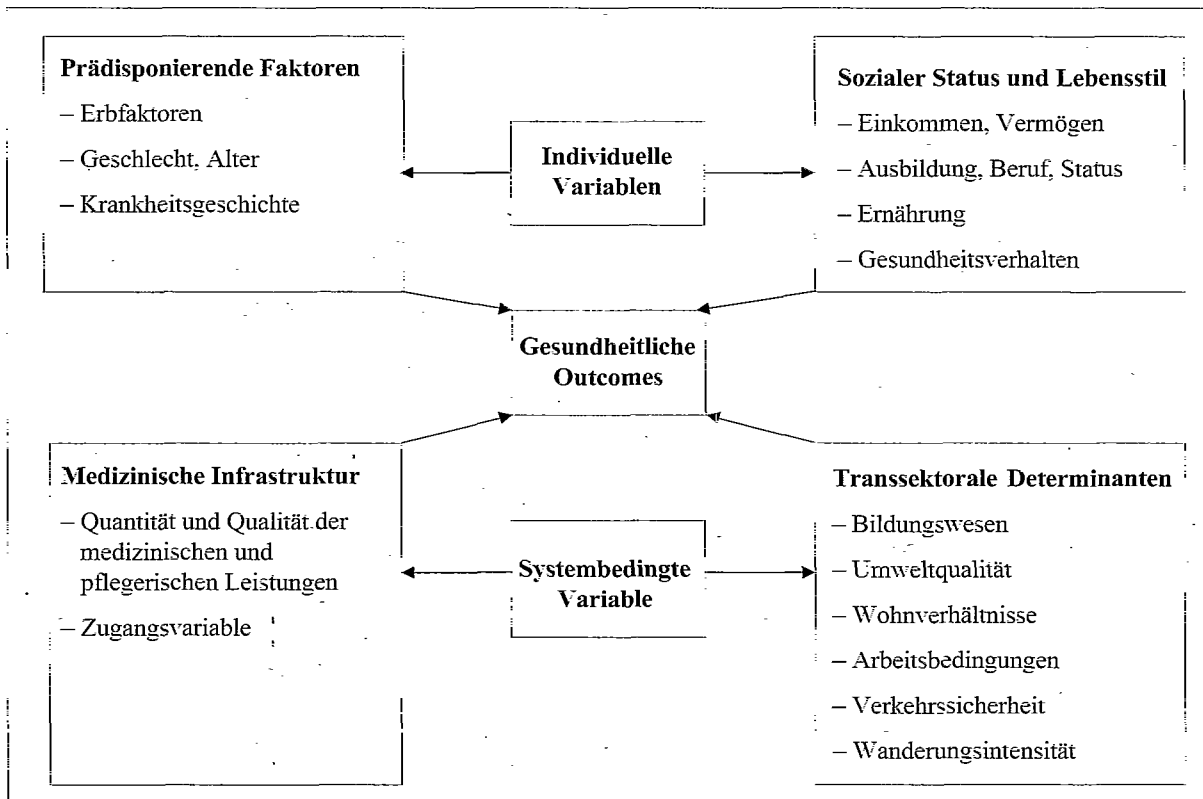 Prädisponierende Faktoren
– Erbfaktoren
– Geschlecht, Alter
– Krankheitsgeschichte
Individuelle
Variablen
Sozialer Status und Lebensstil
– Einkommen, Vermögen
– Ausbildung, Beruf, Status
– Ernährung
– Gesundheitsverhalten
Gesundheitliche
Outcomes
Medizinische Infrastruktur
– Quantität und Qualität der
medizinischen und
pflegerischen Leistungen
– Zugangsvariable
Systembedingte
Variable
Transsektorale Determinanten
– Bildungswesen
– Umweltqualität
– Wohnverhältnisse
– Arbeitsbedingungen
– Verkehrssicherheit
– Wanderungsintensität